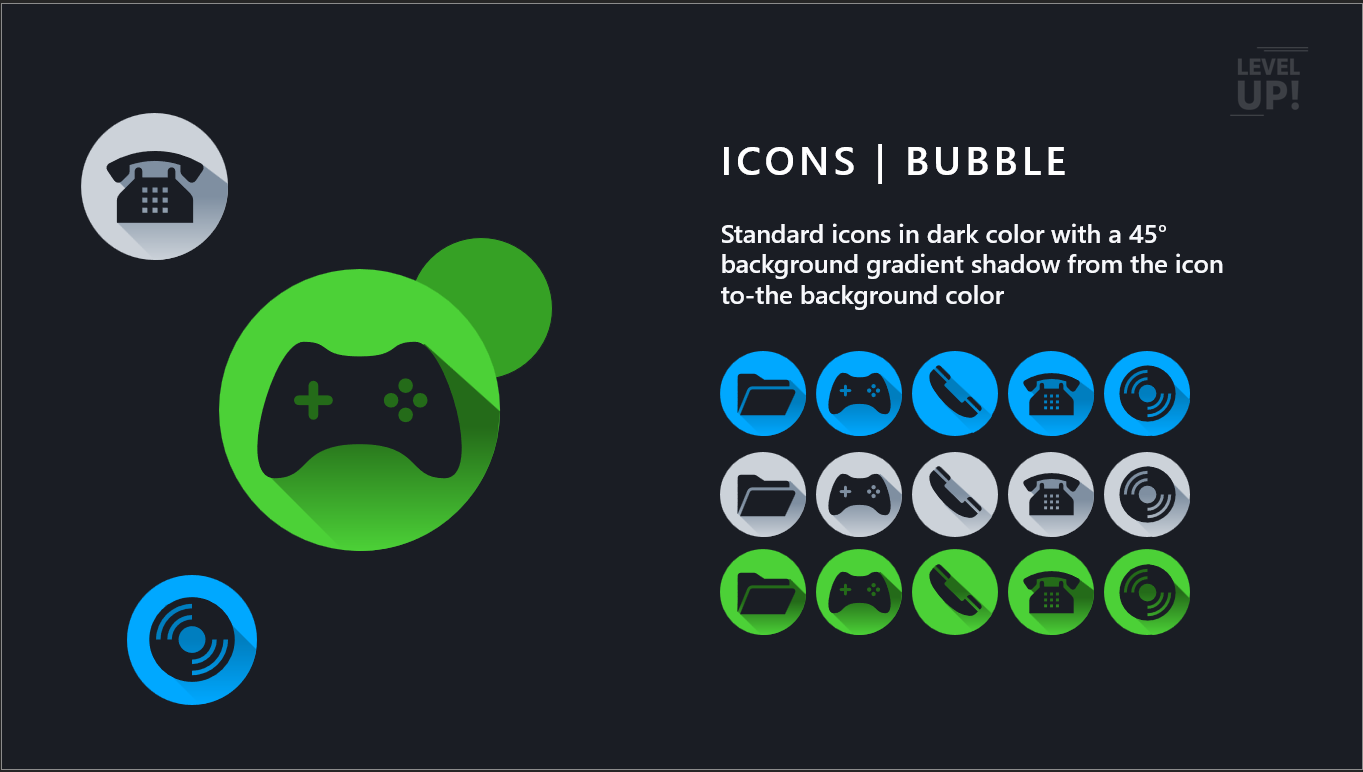 LEVEL
UP!
ICONS | BUBBLE
Standard icons in dark color with a 45°
background gradient shadow from the icon
to-the background color